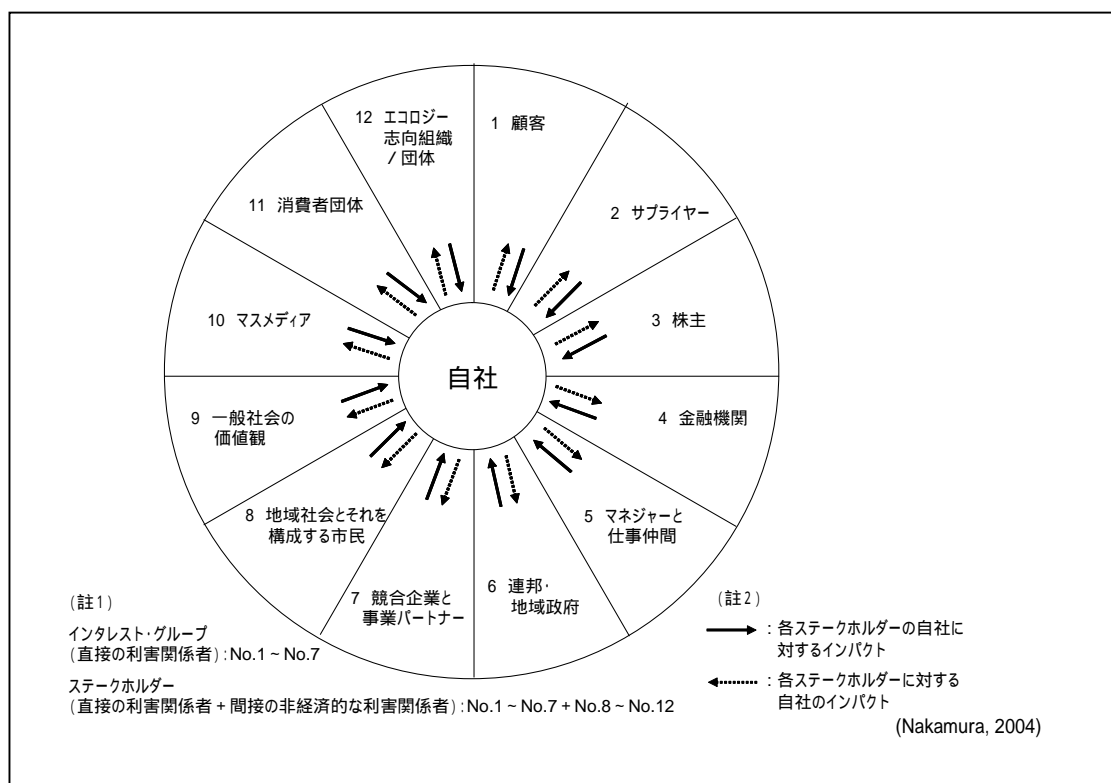 12 エコロジー
志向組織
/ 団体
1 顧客
2 サプライヤー
3 株主
4 金融機関
5 マネジャーと
仕事仲間
6 連邦・
地域政府
7 競合企業と
事業パートナー
8 地域社会とそれを
構成する市民
9 一般社会の
価値観
10 マスメディア
11 消費者団体
自社
(註1)
インタレスト・グループ
(直接の利害関係者) : No.1 ~ No.7
ステークホルダー
(直接の利害関係者 + 間接の非経済的な利害関係者) : No.1 ~ No.7 + No.8 ~ No.12
(註2)
: 各ステークホルダーの自社に
対するインパクト
: 各ステークホルダーに対する
自社のインパクト
(Nakamura, 2004)